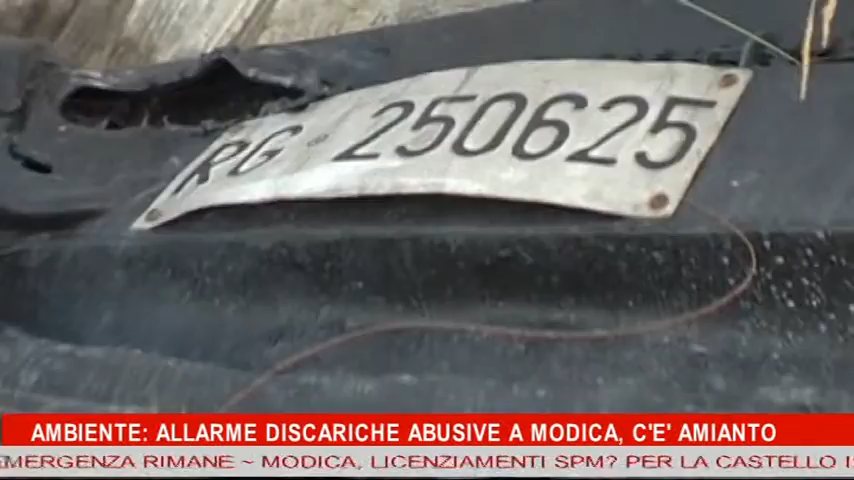 RG · 250625
AMBIENTE: ALLARME DISCARICHE ABUSIVE A MODICA, C'E' AMIANTO
MERGENZA RIMANE ~ MODICA, LICENZIAMENTI SPM? PER LA CASTELLO